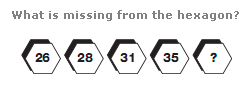 What is missing from the hexagon?
26 28 31 35 ?